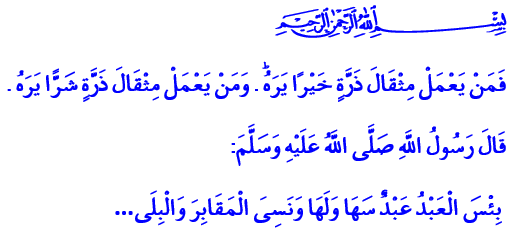 بِسْمِ اللّٰهِ الرَّحْمٰنِ الرَّحِيمِ
فَمَنْ يَعْمَلْ مِثْقَالَ ذَرَّةٍ خَيْرًا يَرَهُۜ . وَمَنْ يَعْمَلْ مِثْقَالَ ذَرَّةٍ شَرًّا يَرَهُ .
قَالَ رَسُولُ اللَّهِ صَلَّى اللَّهُ عَلَيْهِ وَسَلَّمَ:
بِئْسَ الْعَبْدُ عَبْدٌ سَهَا وَلَهَا وَنَسِىَ الْمَقَابِرَ وَالْبِلَى...